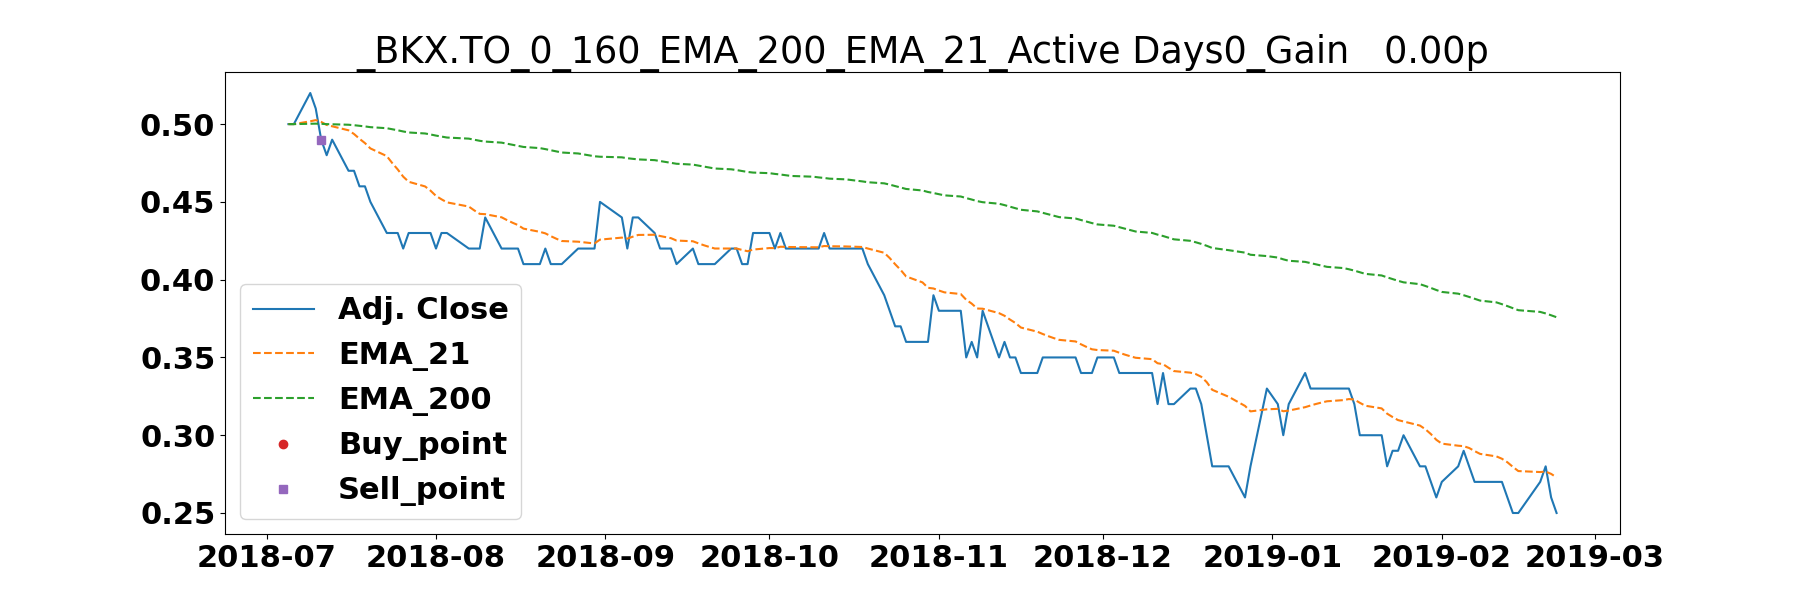 _BKX.TO_0_160_EMA_200_EMA_21_Active Days0_Gain   0.00p
0.50
0.45
0.40
0.35
0.30
0.25
Adj. Close
EMA_21
EMA_200
Buy_point
Sell_point
2018-07 2018-08 2018-09 2018-10 2018-11 2018-12 2019-01 2019-02 2019-03